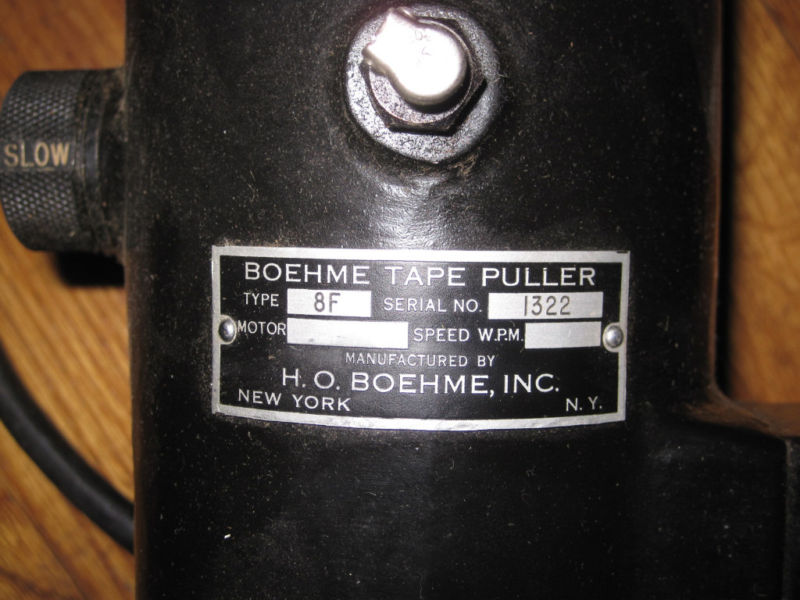 SLOW
BOEHME TAPE PULLER
TYPE 8F SERIAL NO. 1322
MOTOR SPEED W.P.M.
MANUFACTURED BY
H. O. BOEHME, INC.
NEW YORK N. Y.